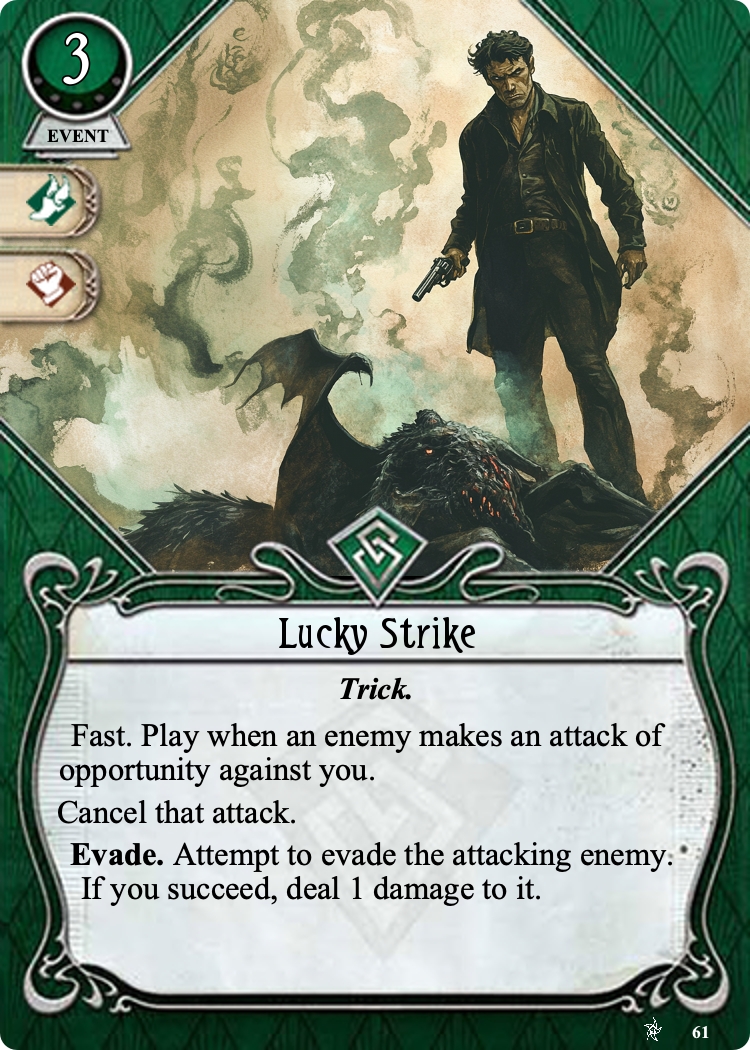 3
EVENT
Lucky Strike
Trick.
Fast. Play when an enemy makes an attack of
opportunity against you.
Cancel that attack.
Evade. Attempt to evade the attacking enemy.
If you succeed, deal 1 damage to it.
61